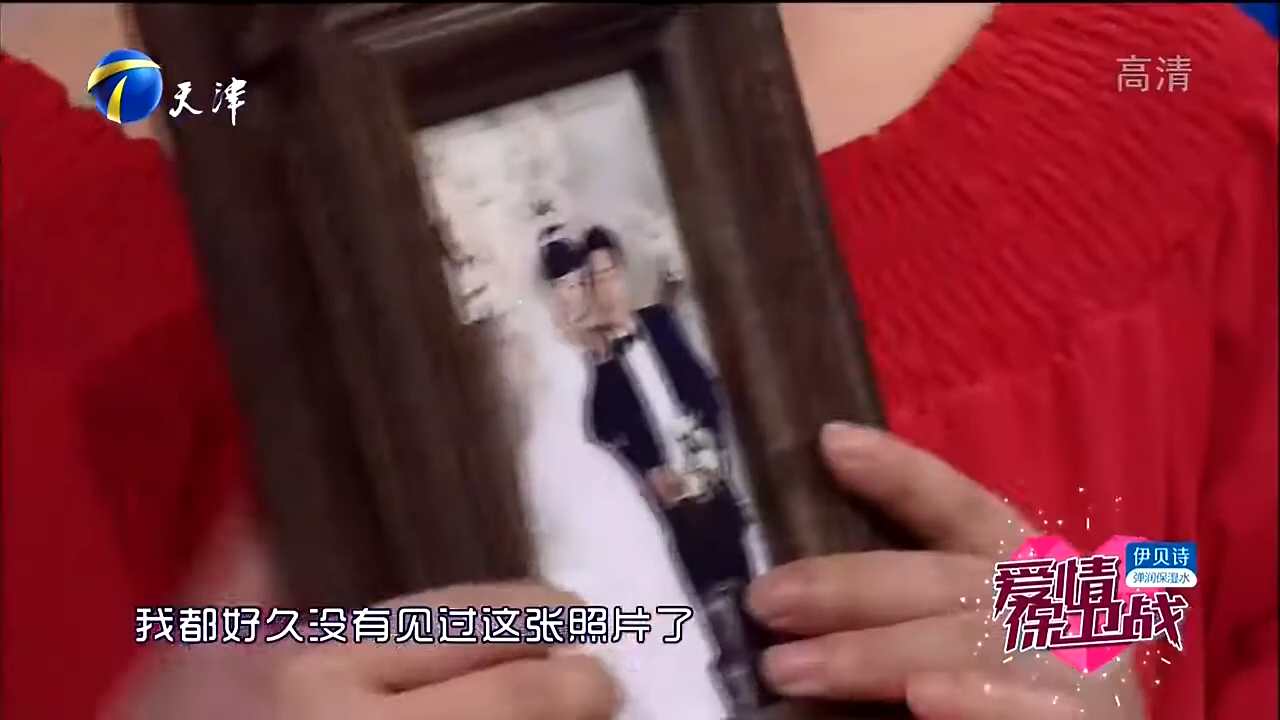 天津
高清
伊贝诗
弹润保湿水
爱情
保卫战
我都好久没有见过这张照片了